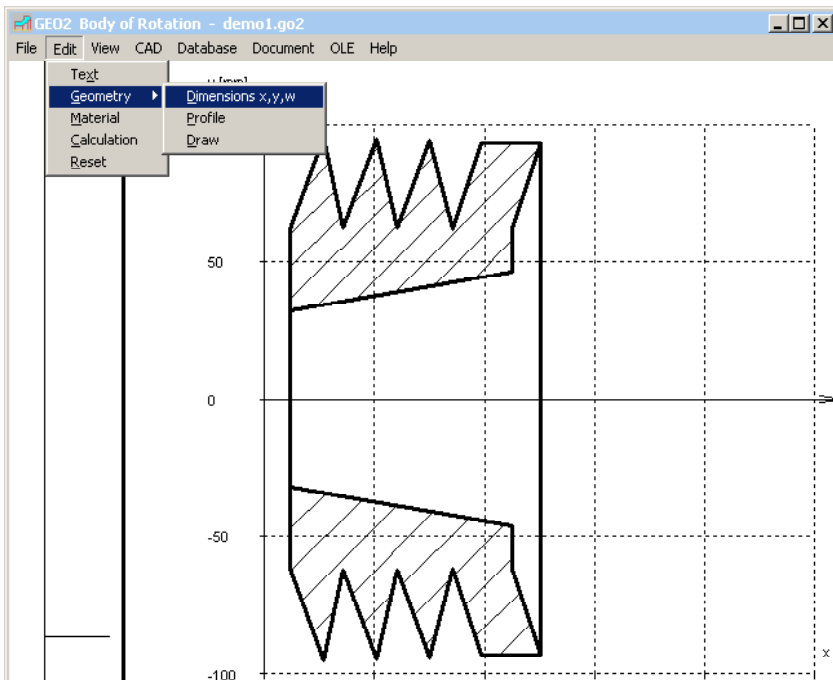 GEO2 Body of Rotation - demo1.go2
File Edit View CAD Database Document OLE Help
Text
Geometry
Material
Calculation
Reset
Dimensions x,y,w
Profile
Draw
50
0
-50
-100
x